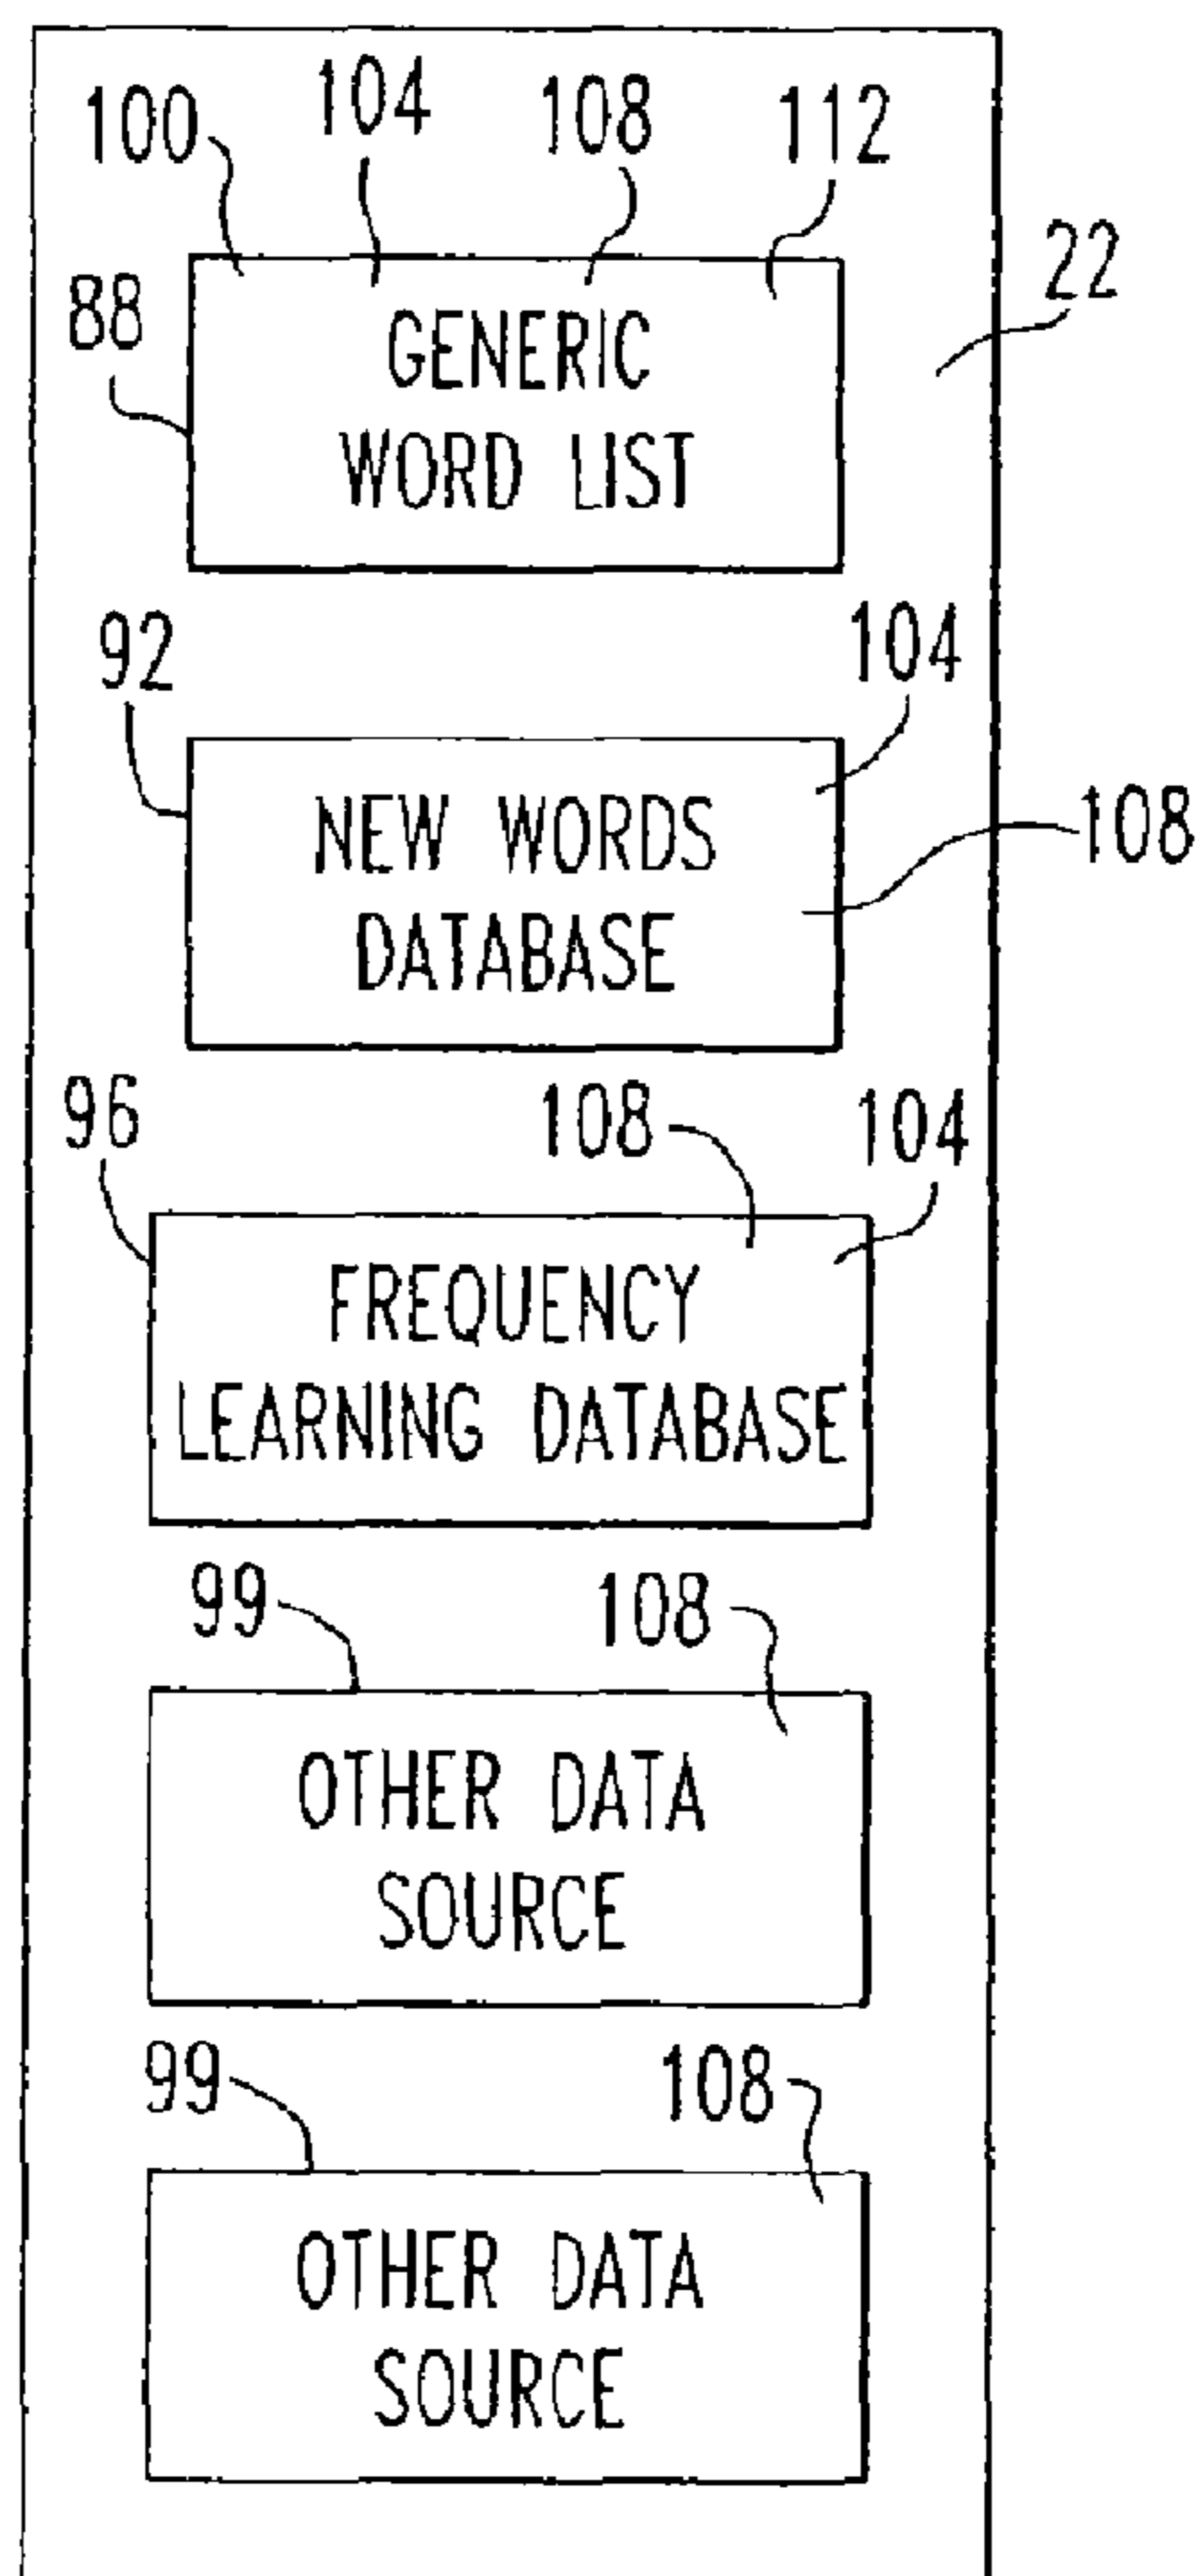 100 104 108 112
22
88
GENERIC
WORD LIST
92 104
NEW WORDS
108
DATABASE
96 108 104
FREQUENCY
LEARNING DATABASE
99 108
OTHER DATA
SOURCE
99 108
OTHER DATA
SOURCE